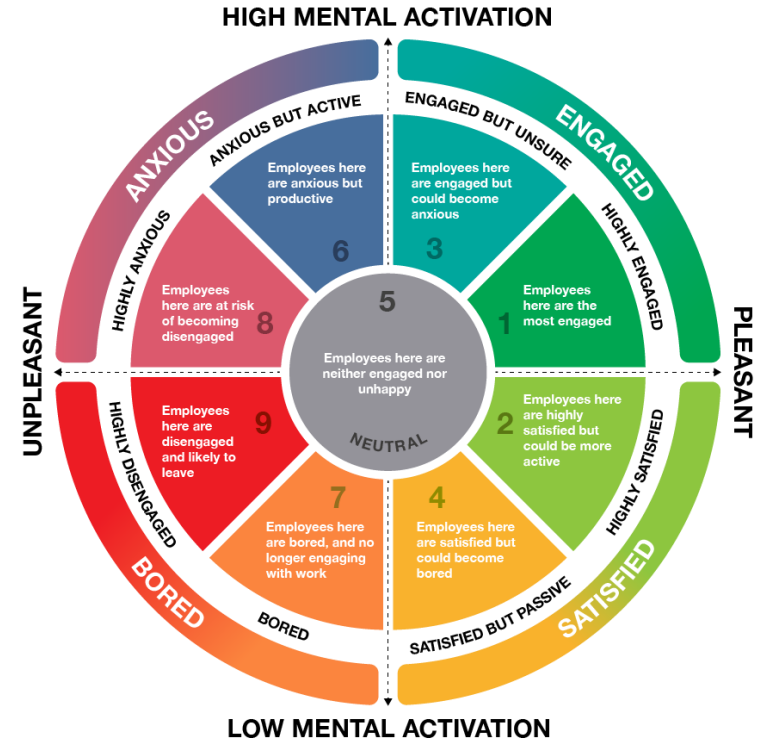 HIGH MENTAL ACTIVATION
ANXIOUS
ENGAGED
ANXIOUS BUT ACTIVE
ENGAGED BUT UNSURE
Employees here
are anxious but
productive
6
Employees here
are engaged but
could become
anxious
3
HIGHLY ANXIOUS
HIGHLY ENGAGED
Employees
here are at risk
of becoming
disengaged
8
Employees
here are the
most engaged
1
UNPLEASANT
PLEASANT
5
Employees here are
neither engaged nor
unhappy
NEUTRAL
Employees
here are
disengaged
and likely to
leave
9
Employees here
are highly
satisfied but
could be more
active
2
HIGHLY DISENGAGED
HIGHLY SATISFIED
7
Employees here
are bored, and no
longer engaging
with work
4
Employees here
are satisfied but
could become
bored
BORED
SATISFIED
BORED
SATISFIED BUT PASSIVE
LOW MENTAL ACTIVATION